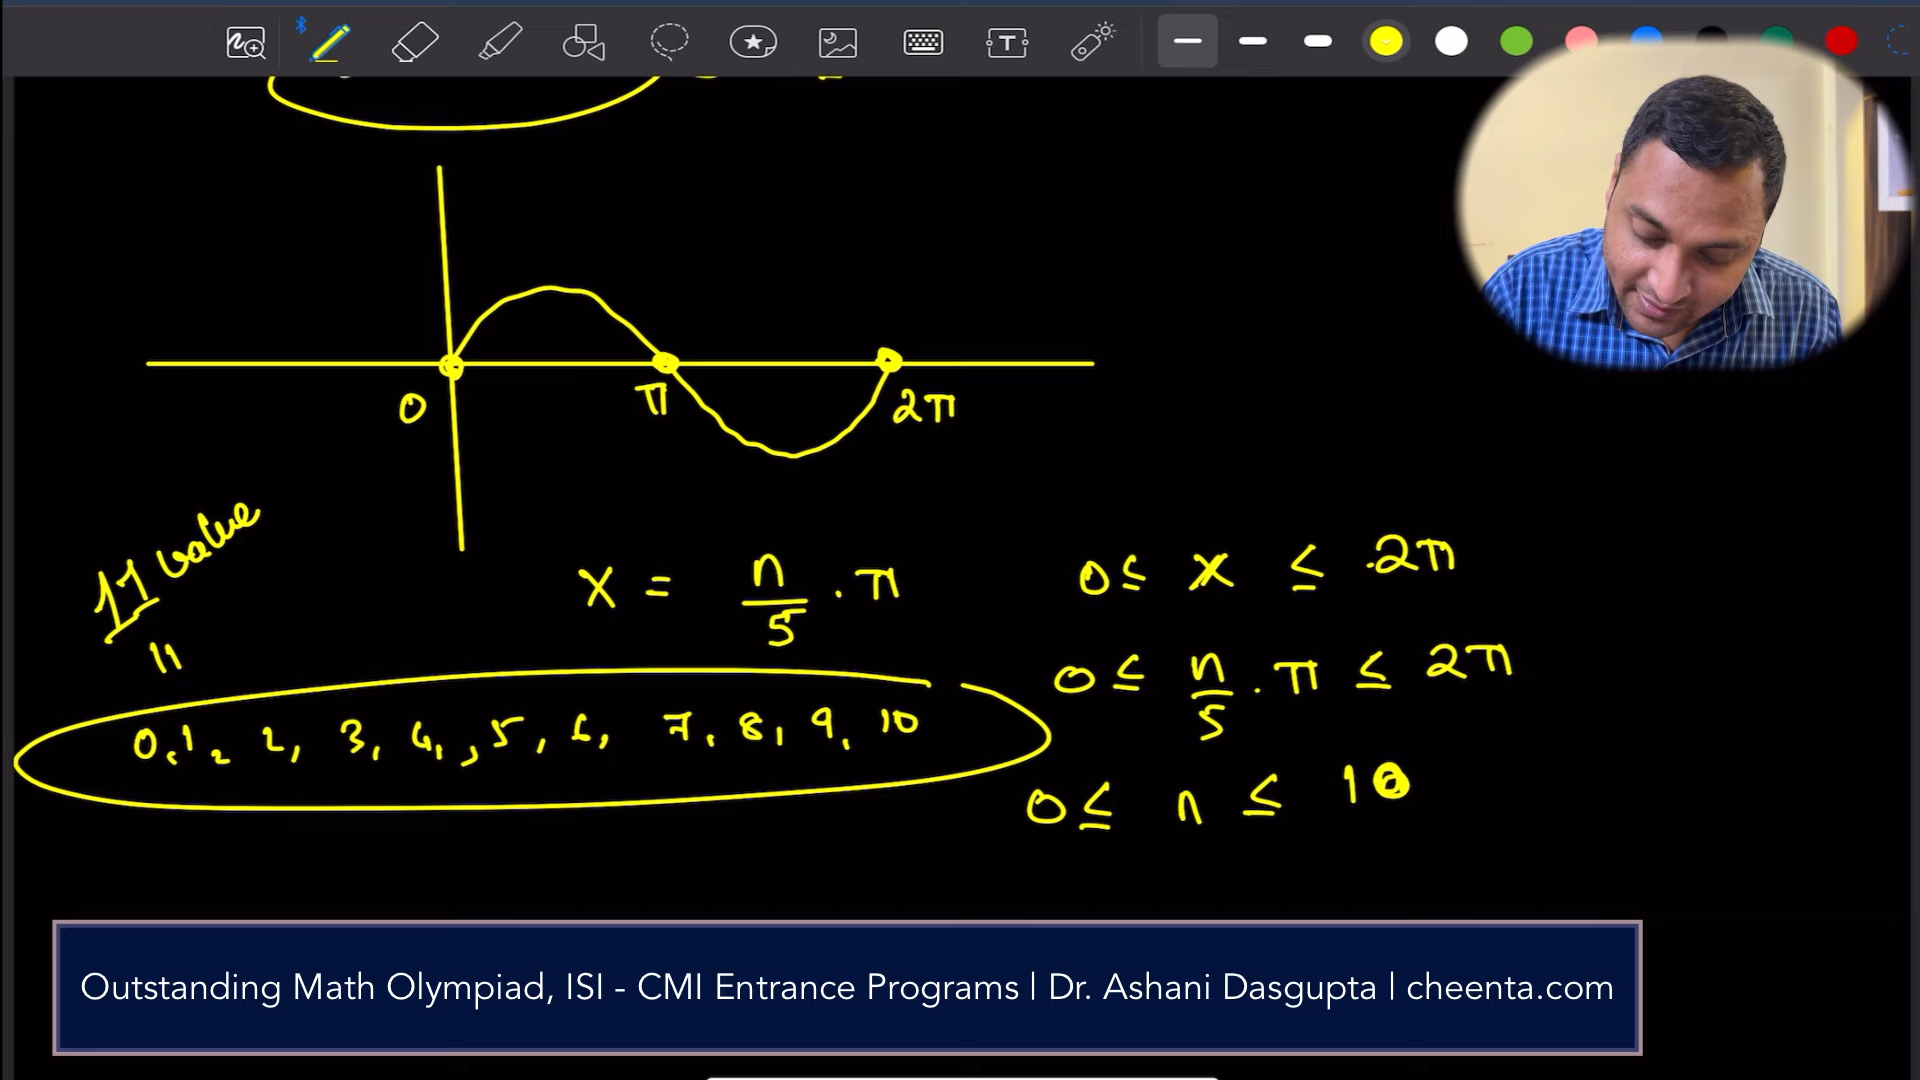 0 π 2π
11 value
11
x = n/5 . π
0 ≤ x ≤ 2π
0 ≤ n/5 . π ≤ 2π
0, 1, 2, 3, 4, 5, 6, 7, 8, 9, 10
0 ≤ n ≤ 10
Outstanding Math Olympiad, ISI - CMI Entrance Programs | Dr. Ashani Dasgupta | cheenta.com